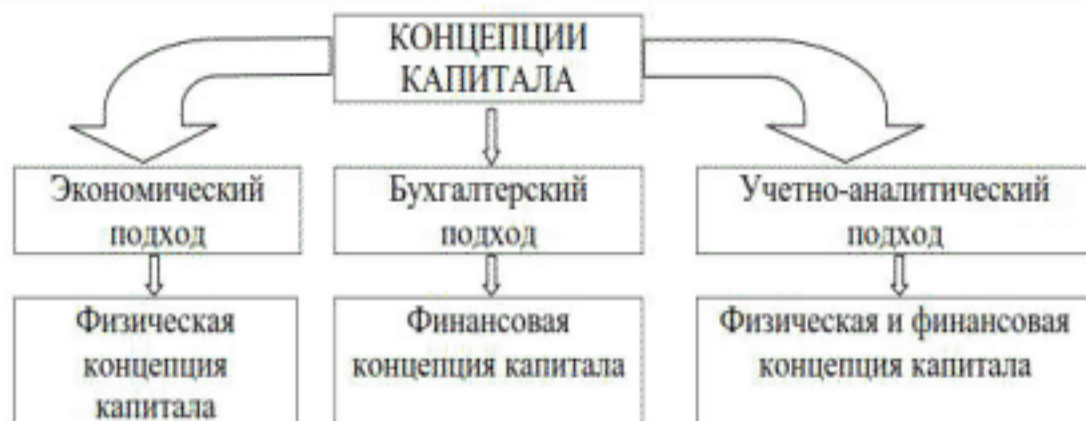 КОНЦЕПЦИИ
КАПИТАЛА
Экономический
подход
Бухгалтерский
подход
Учетно-аналитический
подход
Физическая
концепция
капитала
Финансовая
концепция капитала
Физическая и финансовая
концепция капитала